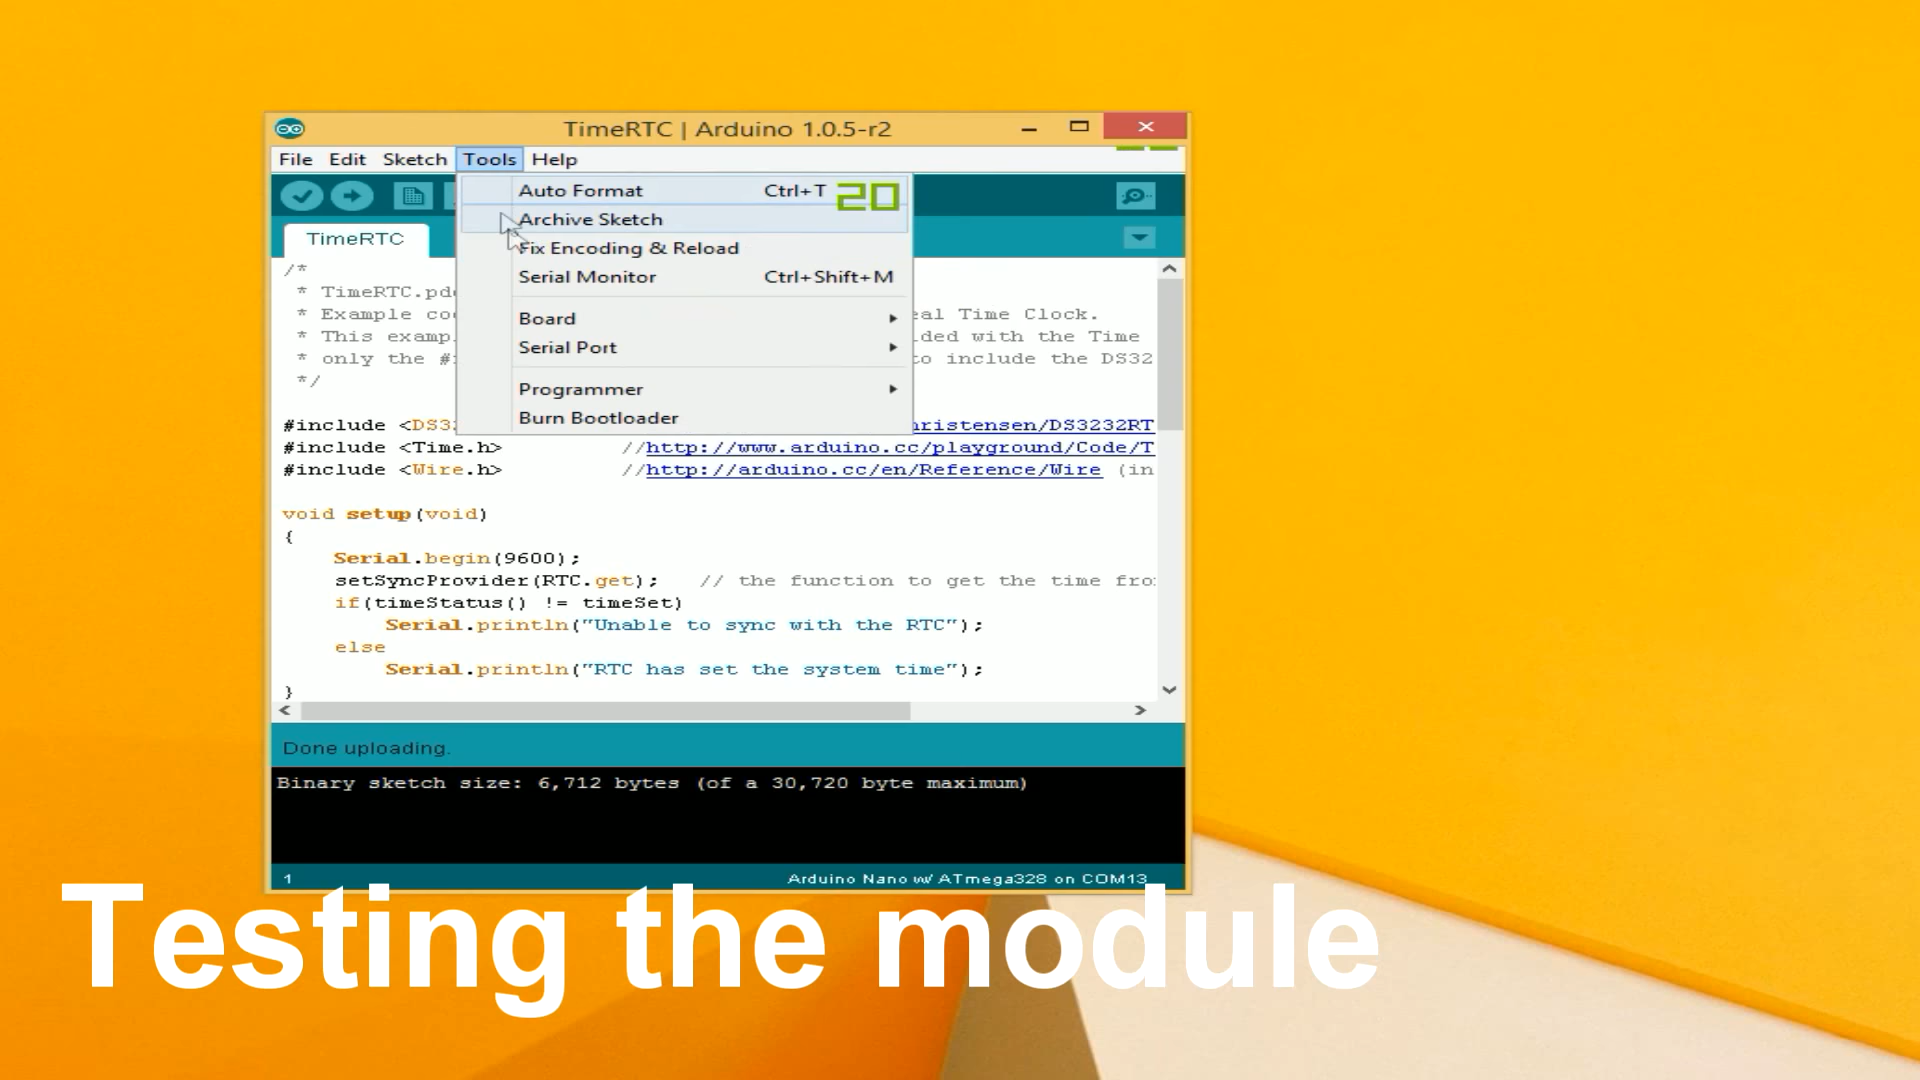 TimeRTC | Arduino 1.0.5-r2
File Edit Sketch Tools Help
Auto Format Ctrl+T
20
Archive Sketch
TimeRTC
Fix Encoding & Reload
Serial Monitor Ctrl+Shift+M
Board
Serial Port
Programmer
Burn Bootloader
/*
* TimeRTC.pd
* Example co eal Time Clock.
* This examp ded with the Time
* only the # to include the DS32
*/
#include <DS3 hristensen/DS3232RT
#include <Time.h> //http://www.arduino.cc/playground/Code/T
#include <Wire.h> //http://arduino.cc/en/Reference/Wire (in
void setup(void)
{
Serial.begin(9600);
setSyncProvider(RTC.get); // the function to get the time fro
if(timeStatus() != timeSet)
Serial.println("Unable to sync with the RTC");
else
Serial.println("RTC has set the system time");
}
Done uploading.
Binary sketch size: 6,712 bytes (of a 30,720 byte maximum)
1 Arduino Nano w/ ATmega328 on COM13
Testing the module